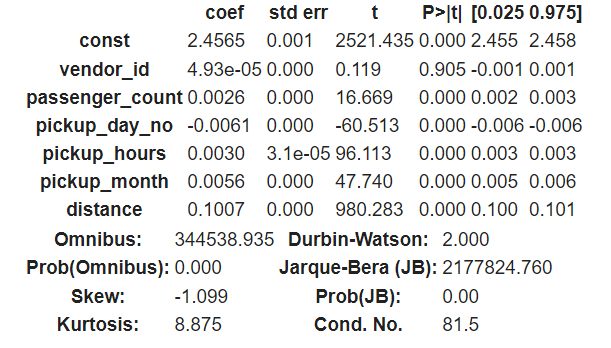 coef std err t P>|t| [0.025 0.975]
const 2.4565 0.001 2521.435 0.000 2.455 2.458
vendor_id 4.93e-05 0.000 0.119 0.905 -0.001 0.001
passenger_count 0.0026 0.000 16.669 0.000 0.002 0.003
pickup_day_no -0.0061 0.000 -60.513 0.000 -0.006 -0.006
pickup_hours 0.0030 3.1e-05 96.113 0.000 0.003 0.003
pickup_month 0.0056 0.000 47.740 0.000 0.005 0.006
distance 0.1007 0.000 980.283 0.000 0.100 0.101
Omnibus: 344538.935 Durbin-Watson: 2.000
Prob(Omnibus): 0.000 Jarque-Bera (JB): 2177824.760
Skew: -1.099 Prob(JB): 0.00
Kurtosis: 8.875 Cond. No. 81.5